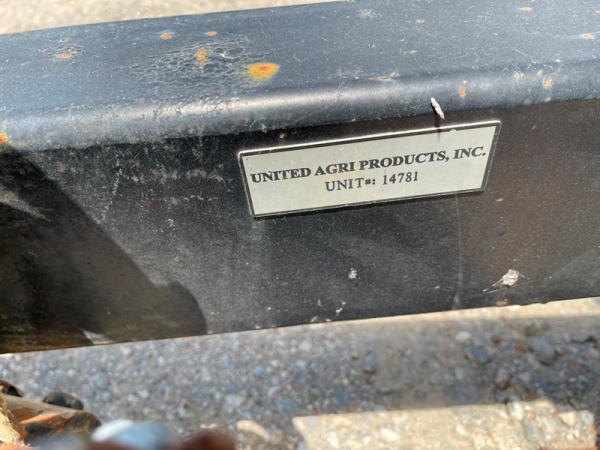 UNITED AGRI PRODUCTS, INC.
UNIT#: 14781